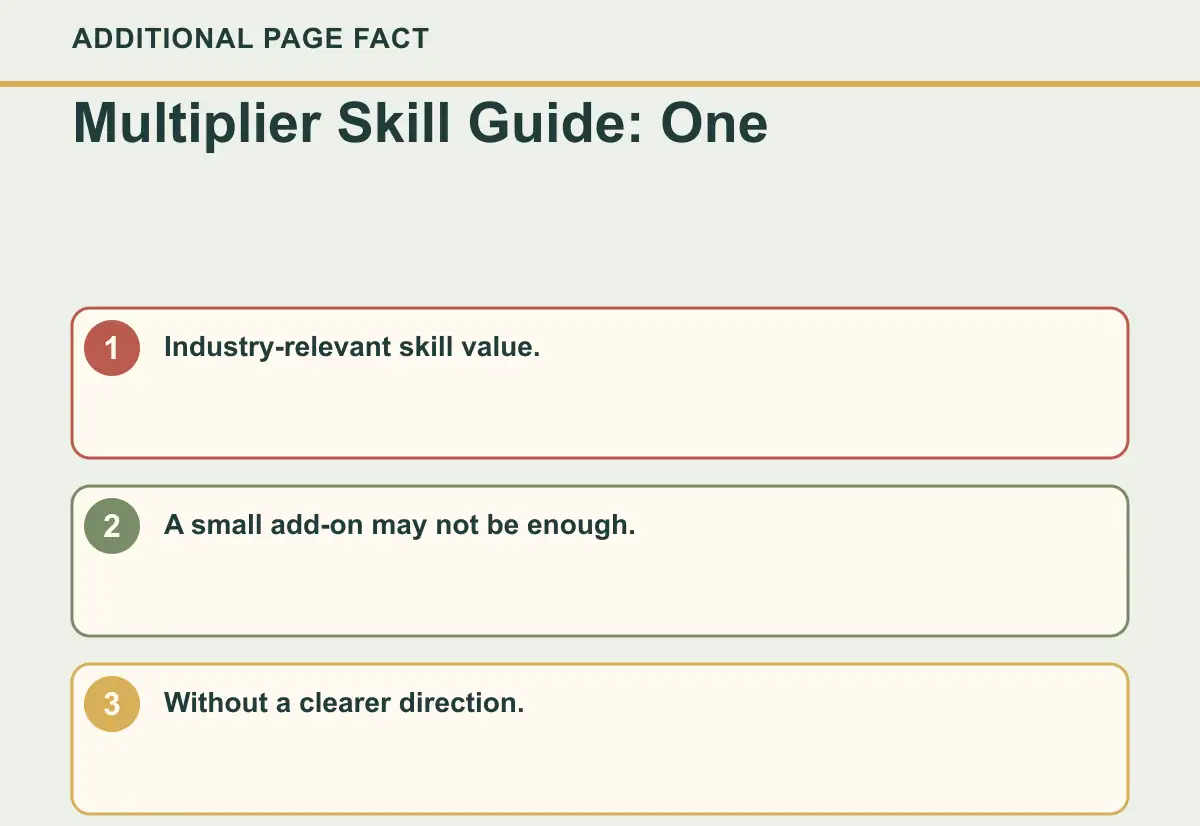 ADDITIONAL PAGE FACT
Multiplier Skill Guide: One
1
Industry-relevant skill value.
2
A small add-on may not be enough.
3
Without a clearer direction.